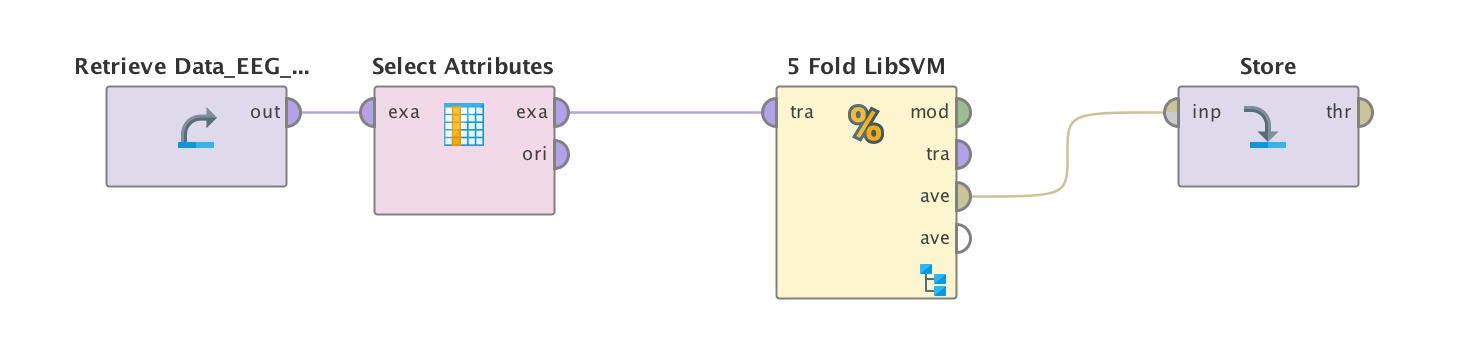 Retrieve Data_EEG_...
Select Attributes
5 Fold LibSVM
Store
out
exa
exa
ori
tra
mod
tra
ave
ave
inp
thr
%